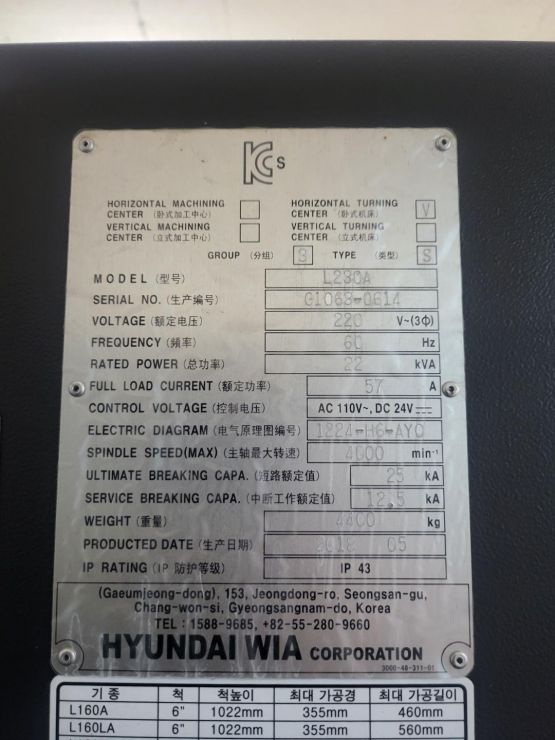 KCs
HORIZONTAL MACHINING CENTER (卧式加工中心)
HORIZONTAL TURNING CENTER (卧式机床) V
VERTICAL MACHINING CENTER (立式加工中心)
VERTICAL TURNING CENTER (立式机床)
GROUP (分组) 3 TYPE (类型) S
MODEL (型号) L230A
SERIAL NO. (生产编号) G1063-0614
VOLTAGE (额定电压) 220 V~(3Φ)
FREQUENCY (频率) 60 Hz
RATED POWER (总功率) 22 kVA
FULL LOAD CURRENT (额定功率) 57 A
CONTROL VOLTAGE (控制电压) AC 110V~, DC 24V⎓
ELECTRIC DIAGRAM (电气原理图编号) 1224-H6-AY0
SPINDLE SPEED(MAX) (主轴最大转速) 4000 min⁻¹
ULTIMATE BREAKING CAPA. (短路额定值) 25 kA
SERVICE BREAKING CAPA. (中断工作额定值) 12.5 kA
WEIGHT (重量) 4400 kg
PRODUCTED DATE (生产日期) 2018 05
IP RATING (IP 防护等级) IP 43
(Gaeumjeong-dong), 153, Jeongdong-ro, Seongsan-gu,
Chang-won-si, Gyeongsangnam-do, Korea
TEL : 1588-9685, +82-55-280-9660
HYUNDAI WIA CORPORATION
3000-40-311-01
기 종 척 척높이 최대 가공경 최대 가공길이
L160A 6" 1022mm 355mm 460mm
L160LA 6" 1022mm 355mm 560mm